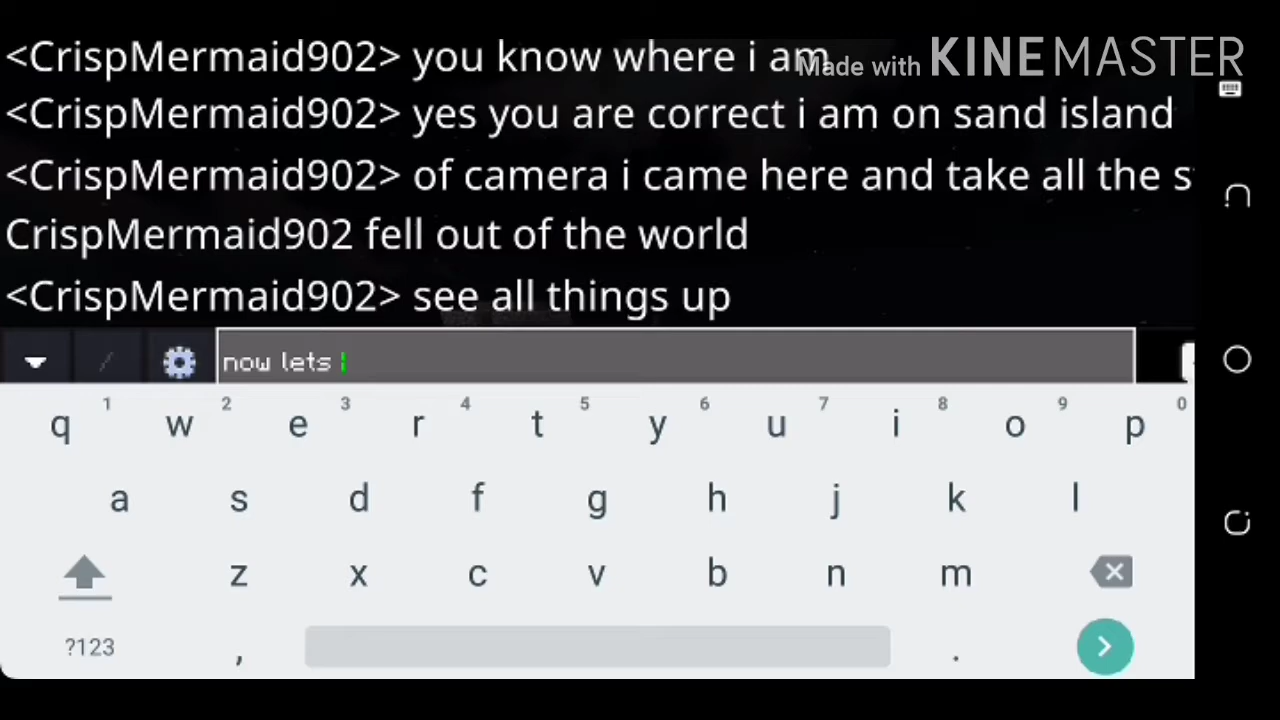 <CrispMermaid902> you know where i am
Made with KINEMASTER
<CrispMermaid902> yes you are correct i am on sand island
<CrispMermaid902> of camera i came here and take all the s
CrispMermaid902 fell out of the world
<CrispMermaid902> see all things up
/ now lets
1 2 3 4 5 6 7 8 9 0
q w e r t y u i o p
a s d f g h j k l
z x c v b n m
?123 , .